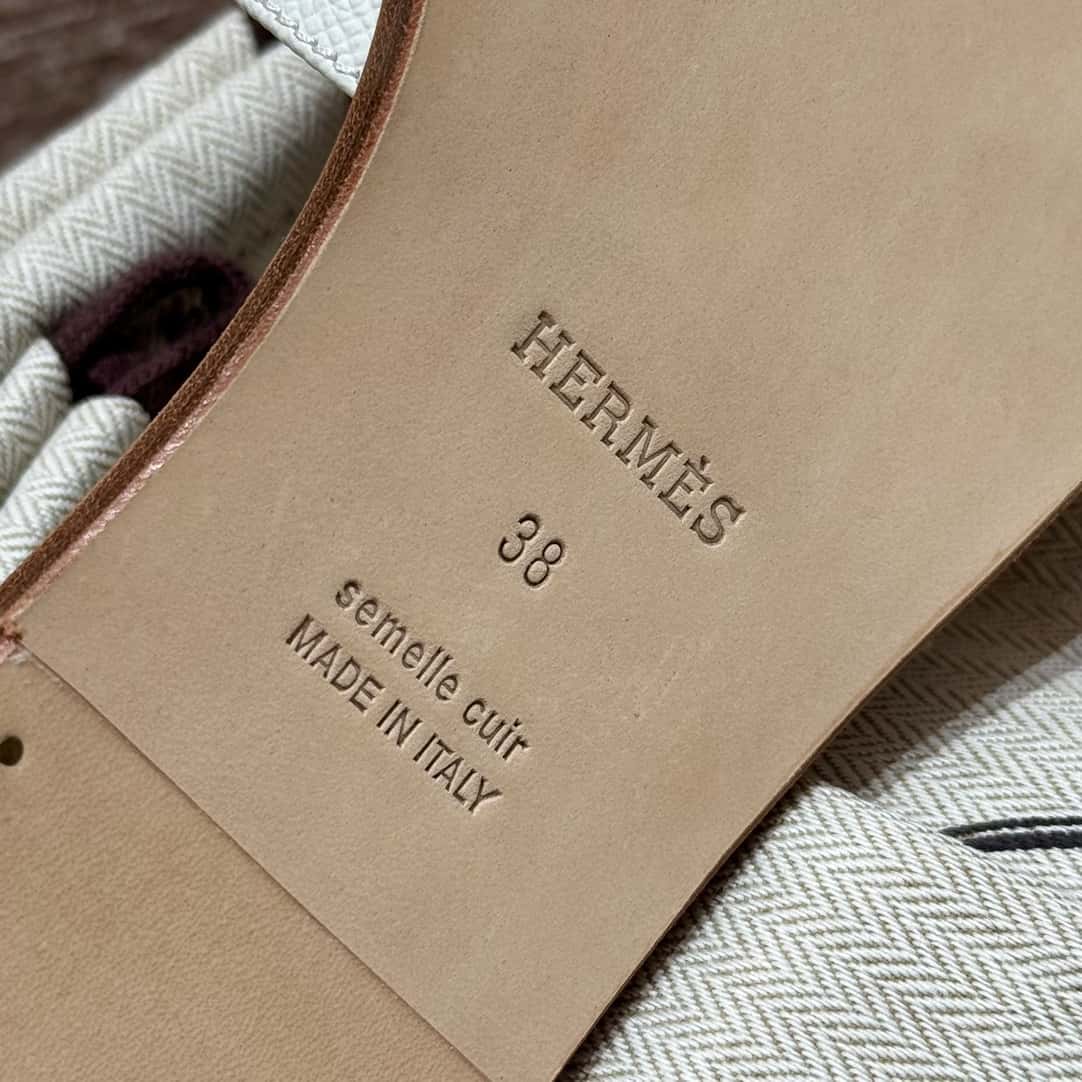 HERMÈS
38
semelle cuir
MADE IN ITALY